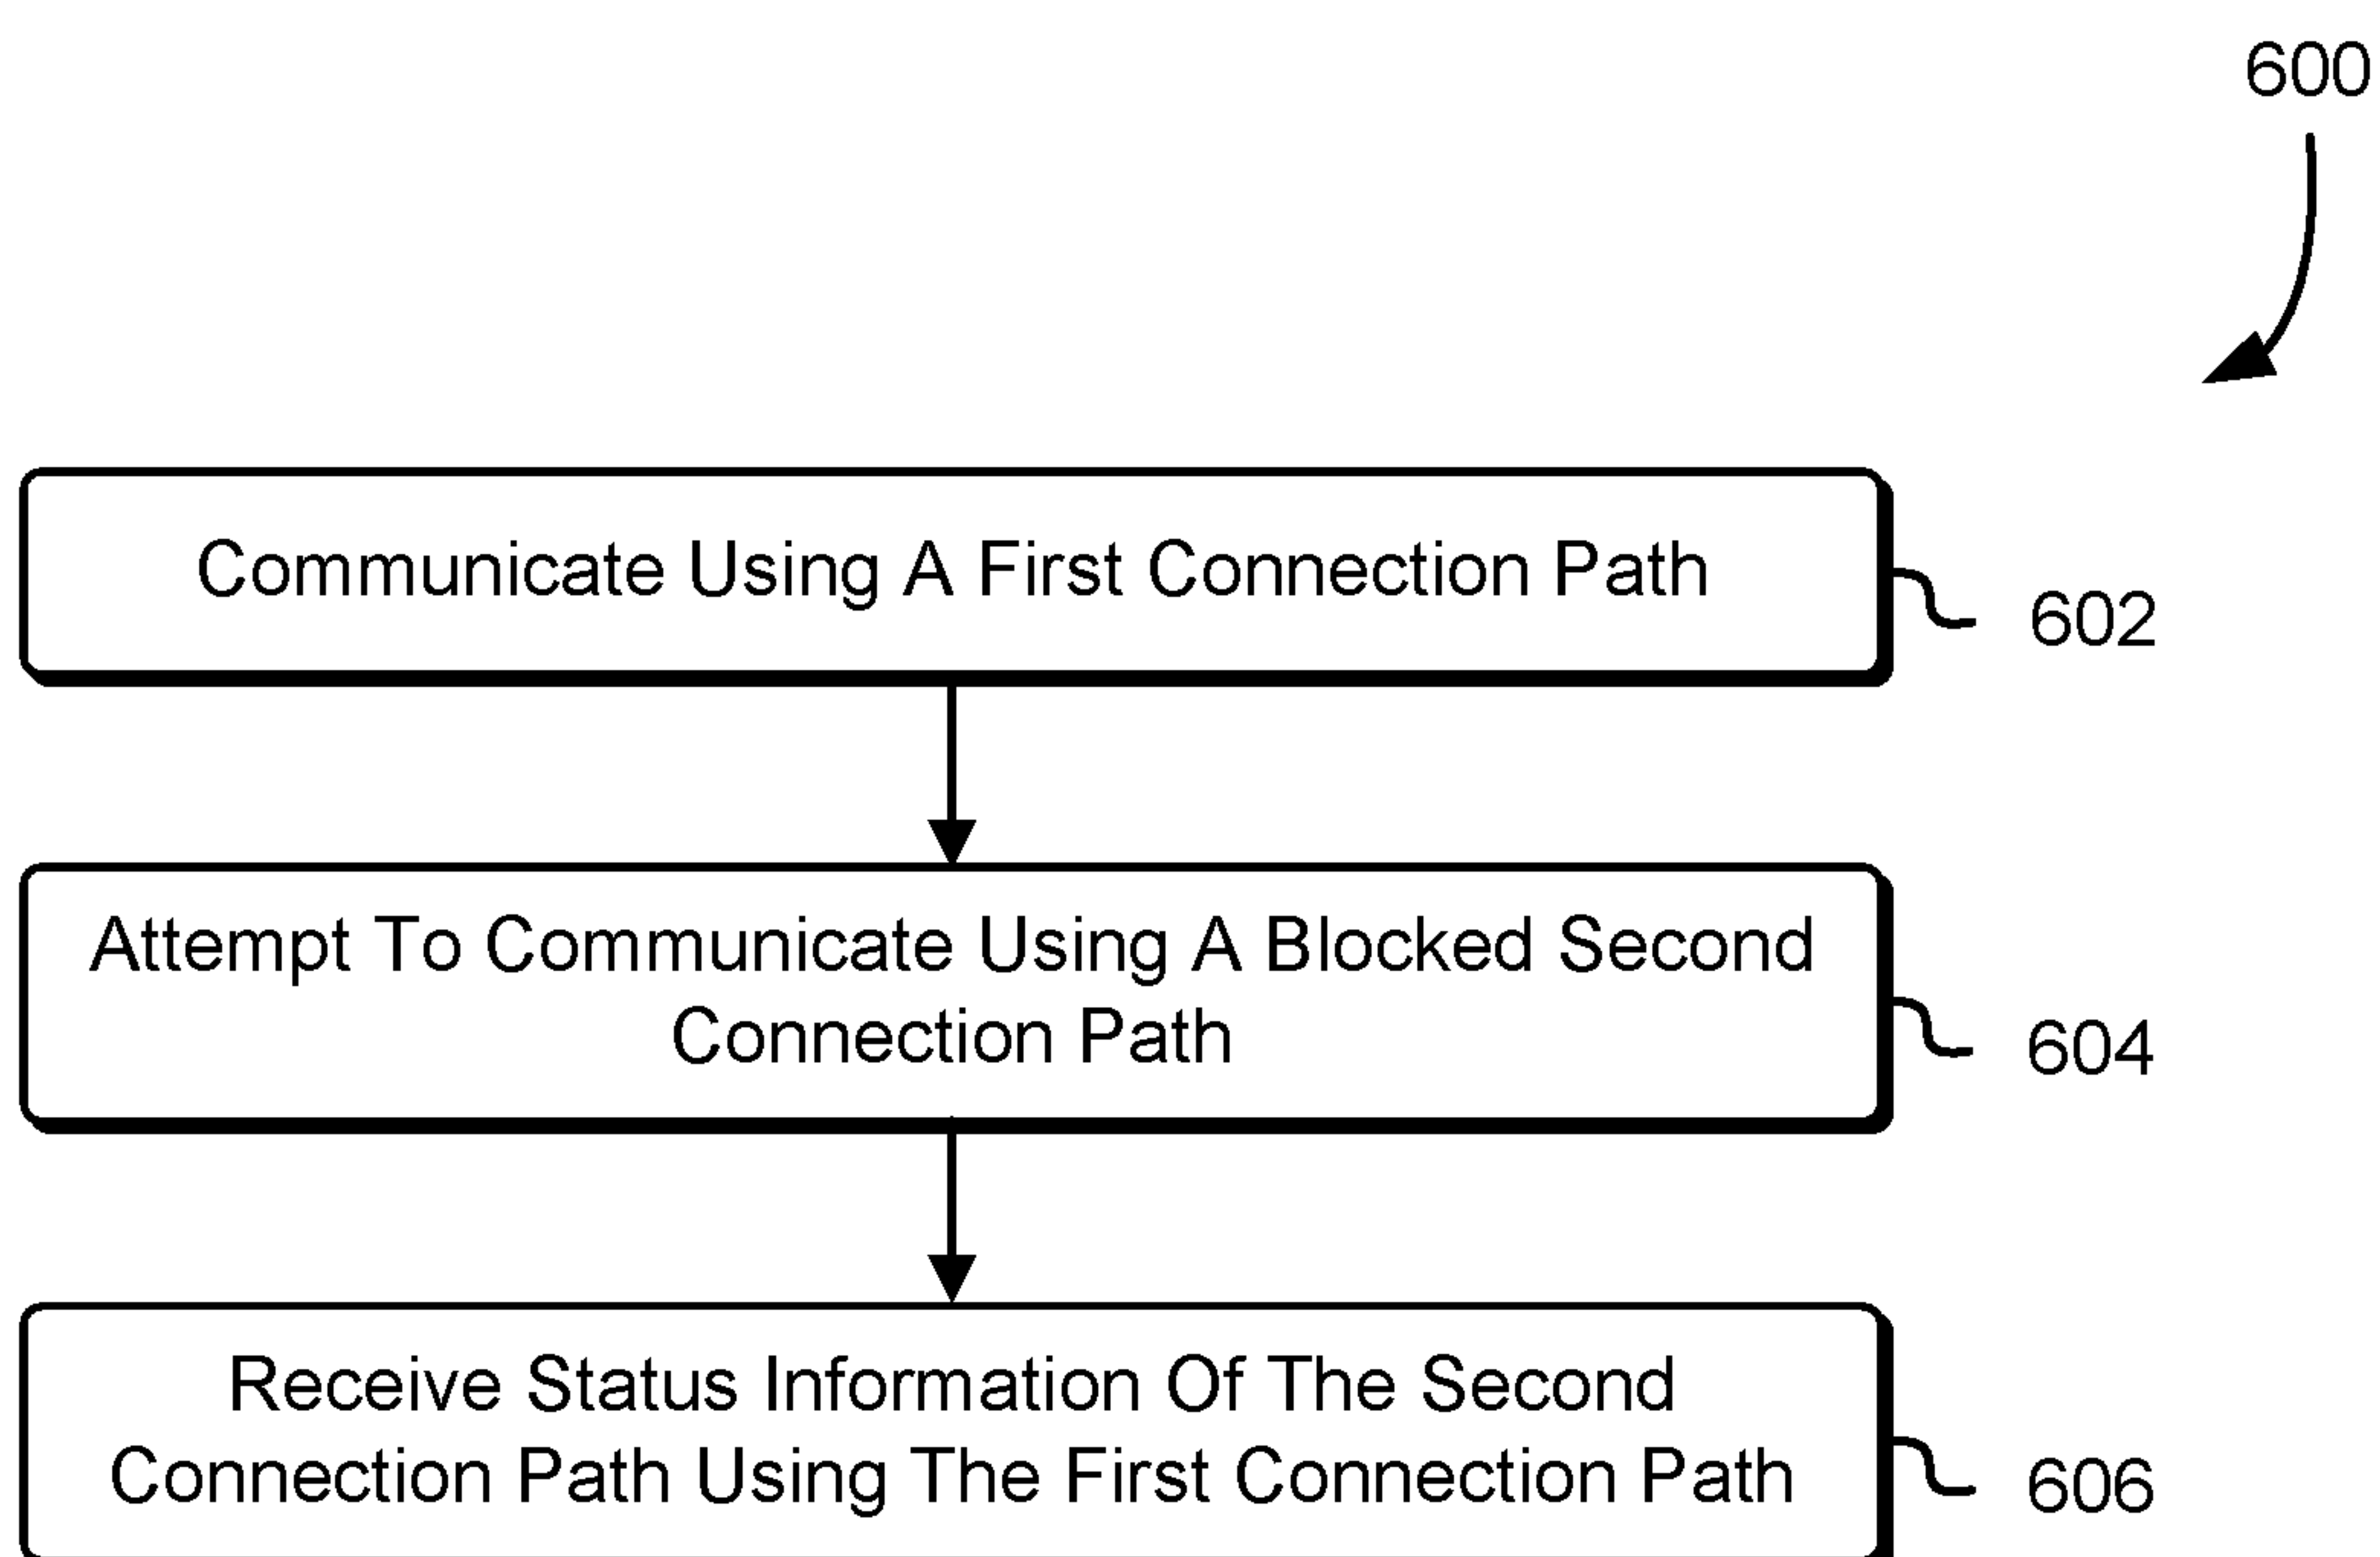 600
Communicate Using A First Connection Path
602
Attempt To Communicate Using A Blocked Second
Connection Path
604
Receive Status Information Of The Second
Connection Path Using The First Connection Path
606